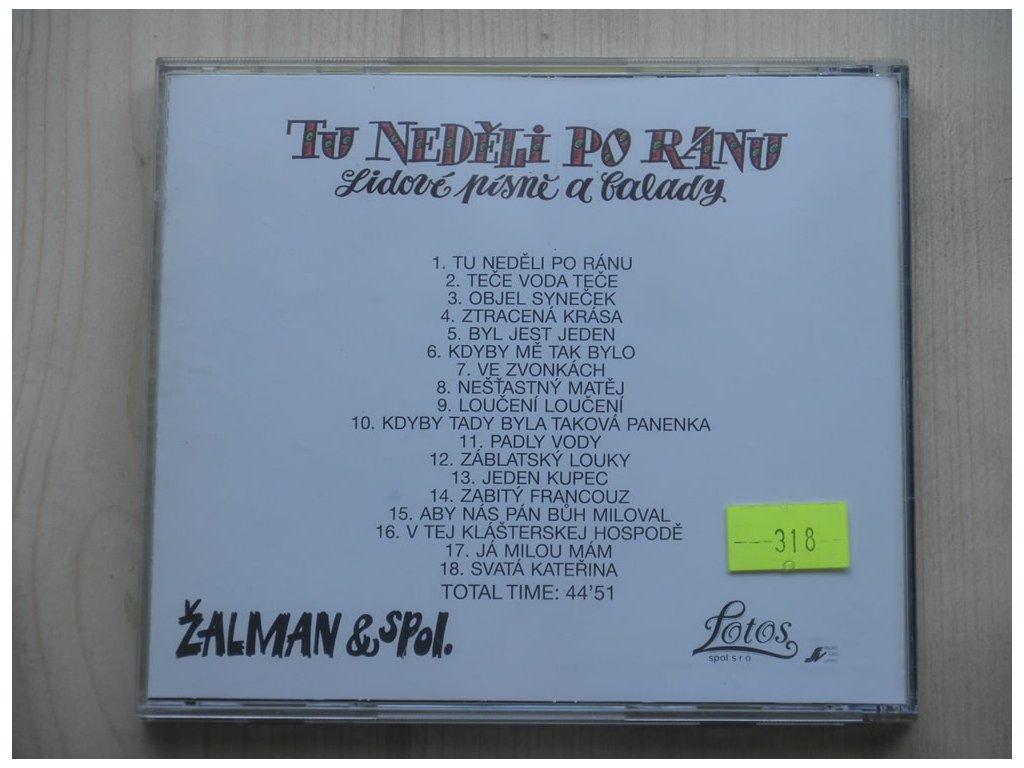 TU NEDĚLI PO RÁNU
Lidové písně a balady
1. TU NEDĚLI PO RÁNU
2. TEČE VODA TEČE
3. OBJEL SYNEČEK
4. ZTRACENÁ KRÁSA
5. BYL JEST JEDEN
6. KDYBY MĚ TAK BYLO
7. VE ZVONKÁCH
8. NEŠŤASTNÝ MATĚJ
9. LOUČENÍ LOUČENÍ
10. KDYBY TADY BYLA TAKOVÁ PANENKA
11. PADLY VODY
12. ZÁBLATSKÝ LOUKY
13. JEDEN KUPEC
14. ZABITÝ FRANCOUZ
15. ABY NÁS PÁN BŮH MILOVAL
16. V TEJ KLÁŠTERSKEJ HOSPODĚ
17. JÁ MILOU MÁM
18. SVATÁ KATEŘINA
TOTAL TIME: 44'51
318
ŽALMAN & spol.
Lotos
spol s r o